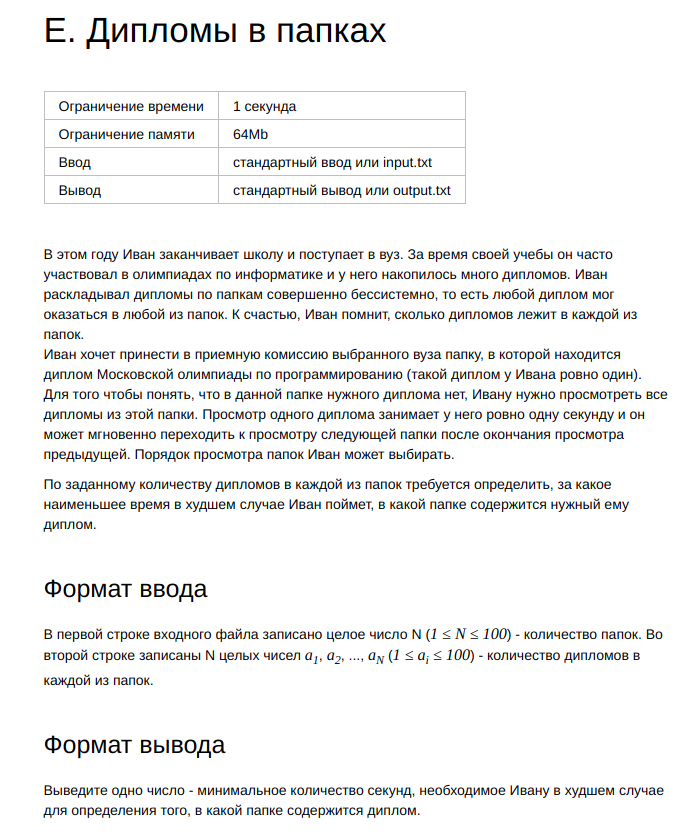 E. Дипломы в папках
Ограничение времени 1 секунда
Ограничение памяти 64Mb
Ввод стандартный ввод или input.txt
Вывод стандартный вывод или output.txt
В этом году Иван заканчивает школу и поступает в вуз. За время своей учебы он часто
участвовал в олимпиадах по информатике и у него накопилось много дипломов. Иван
раскладывал дипломы по папкам совершенно бессистемно, то есть любой диплом мог
оказаться в любой из папок. К счастью, Иван помнит, сколько дипломов лежит в каждой из
папок.
Иван хочет принести в приемную комиссию выбранного вуза папку, в которой находится
диплом Московской олимпиады по программированию (такой диплом у Ивана ровно один).
Для того чтобы понять, что в данной папке нужного диплома нет, Ивану нужно просмотреть все
дипломы из этой папки. Просмотр одного диплома занимает у него ровно одну секунду и он
может мгновенно переходить к просмотру следующей папки после окончания просмотра
предыдущей. Порядок просмотра папок Иван может выбирать.
По заданному количеству дипломов в каждой из папок требуется определить, за какое
наименьшее время в худшем случае Иван поймет, в какой папке содержится нужный ему
диплом.
Формат ввода
В первой строке входного файла записано целое число N (1 ≤ N ≤ 100) - количество папок. Во
второй строке записаны N целых чисел a₁, a₂, ..., a_N (1 ≤ a_i ≤ 100) - количество дипломов в
каждой из папок.
Формат вывода
Выведите одно число - минимальное количество секунд, необходимое Ивану в худшем случае
для определения того, в какой папке содержится диплом.